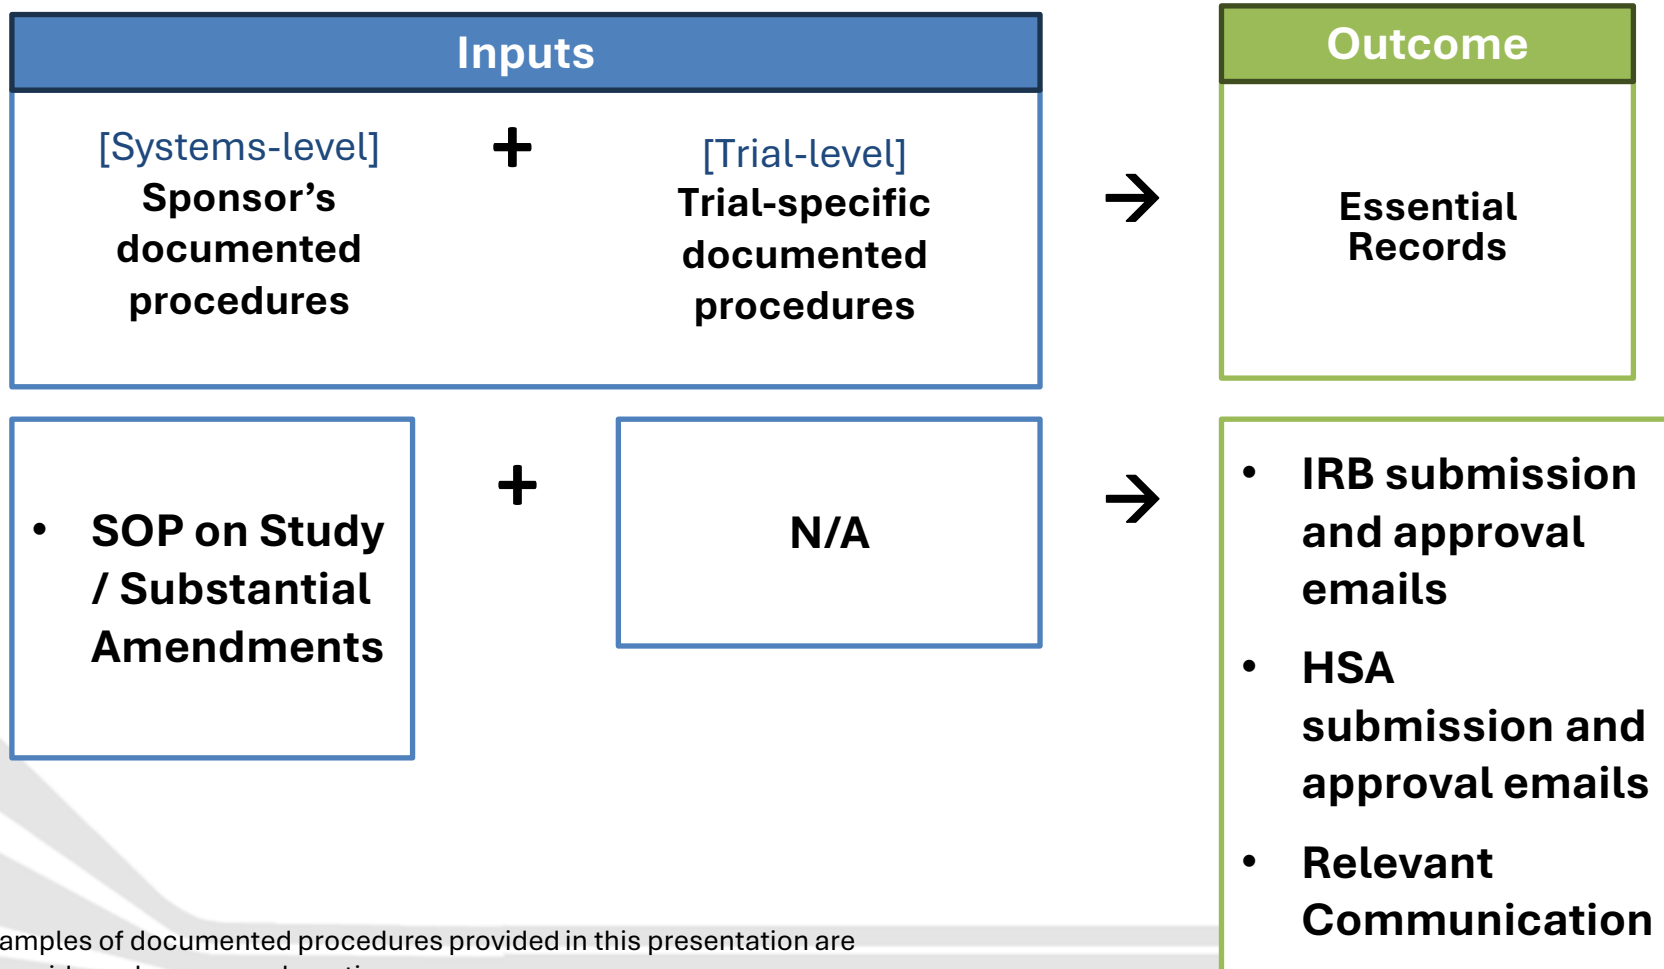 Inputs
Outcome
[Systems-level]
Sponsor’s
documented
procedures
+
[Trial-level]
Trial-specific
documented
procedures
→
Essential
Records
• SOP on Study
/ Substantial
Amendments
+
N/A
→
• IRB submission
and approval
emails
• HSA
submission and
approval emails
• Relevant
Communication
amples of documented procedures provided in this presentation are